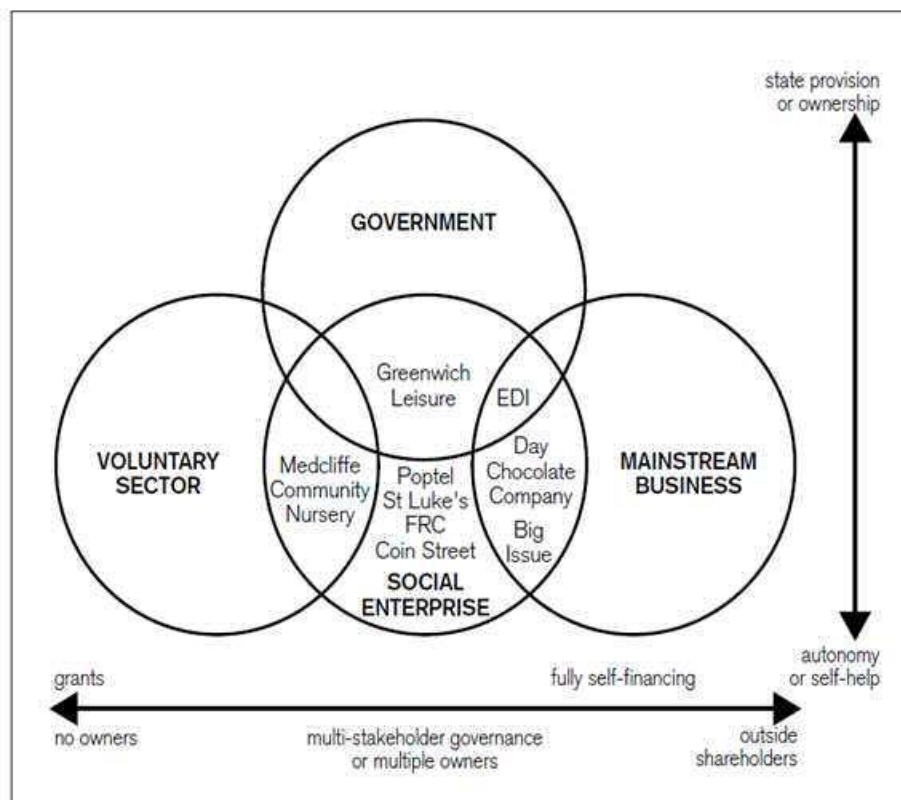 state provision
or ownership
GOVERNMENT
Greenwich
Leisure
EDI
VOLUNTARY
SECTOR
Medcliffe
Community
Nursery
Poptel
St Luke's
FRC
Coin Street
SOCIAL
ENTERPRISE
Day
Chocolate
Company
Big
Issue
MAINSTREAM
BUSINESS
autonomy
or self-help
grants
fully self-financing
no owners
multi-stakeholder governance
or multiple owners
outside
shareholders